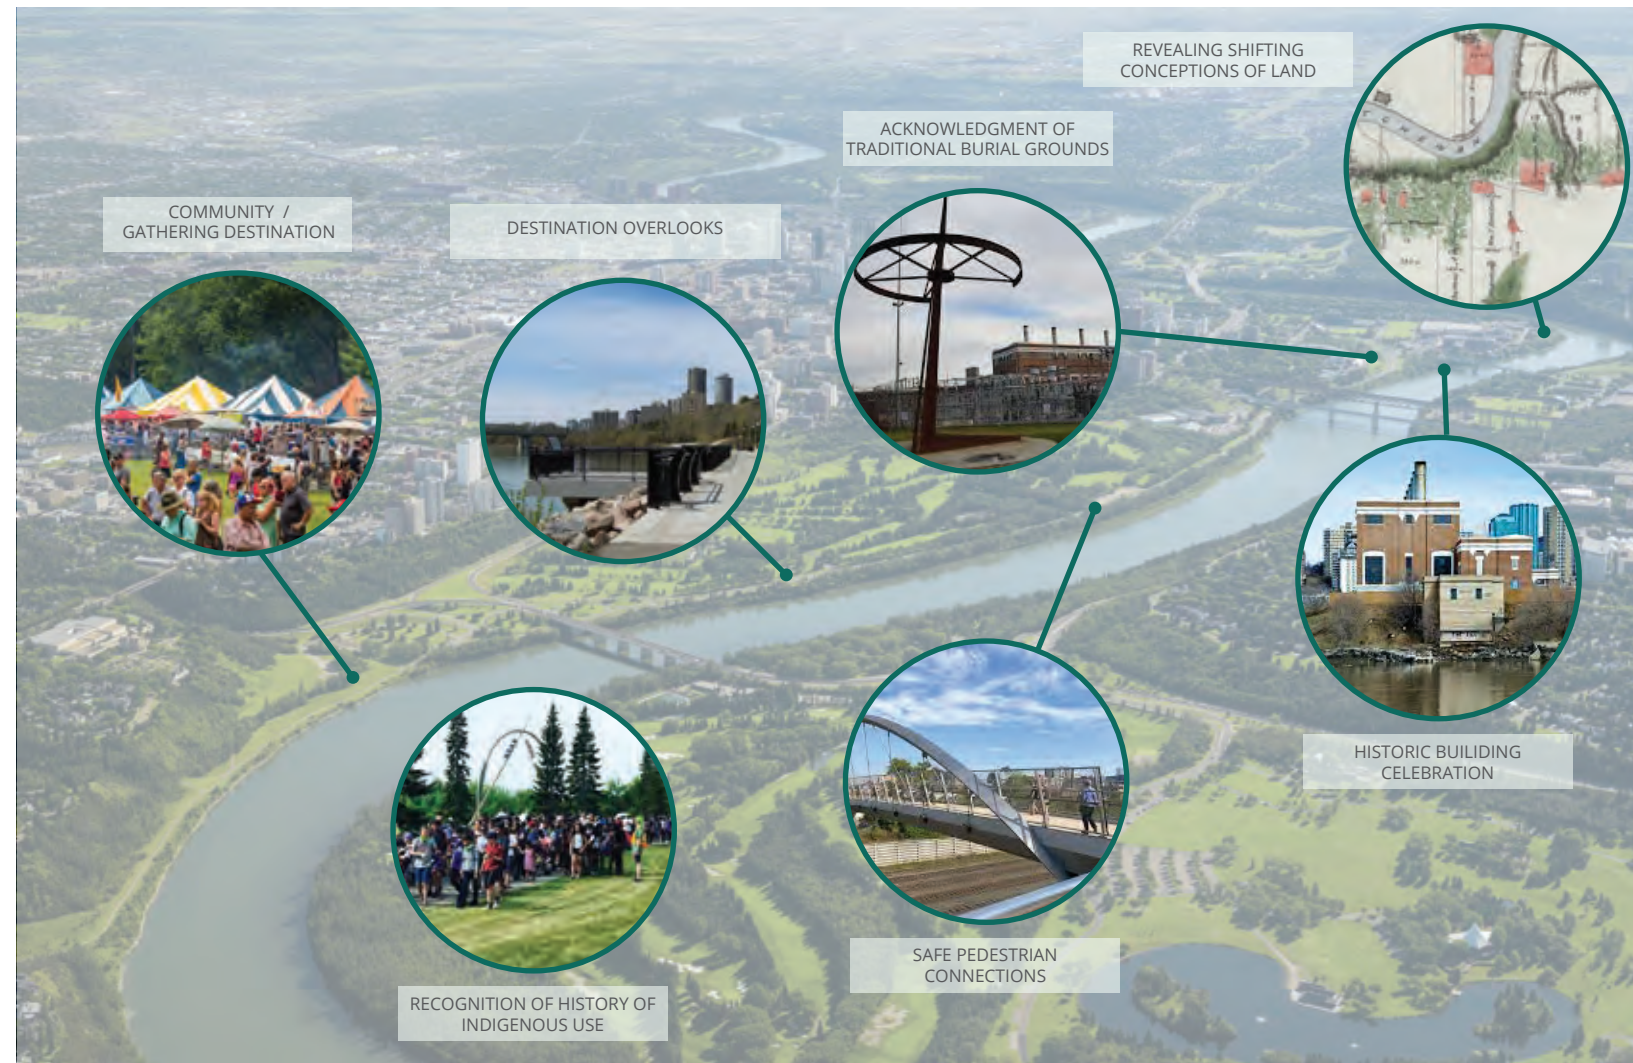 REVEALING SHIFTING
CONCEPTIONS OF LAND
ACKNOWLEDGMENT OF
TRADITIONAL BURIAL GROUNDS
COMMUNITY /
GATHERING DESTINATION
DESTINATION OVERLOOKS
HISTORIC BUILIDING
CELEBRATION
SAFE PEDESTRIAN
CONNECTIONS
RECOGNITION OF HISTORY OF
INDIGENOUS USE